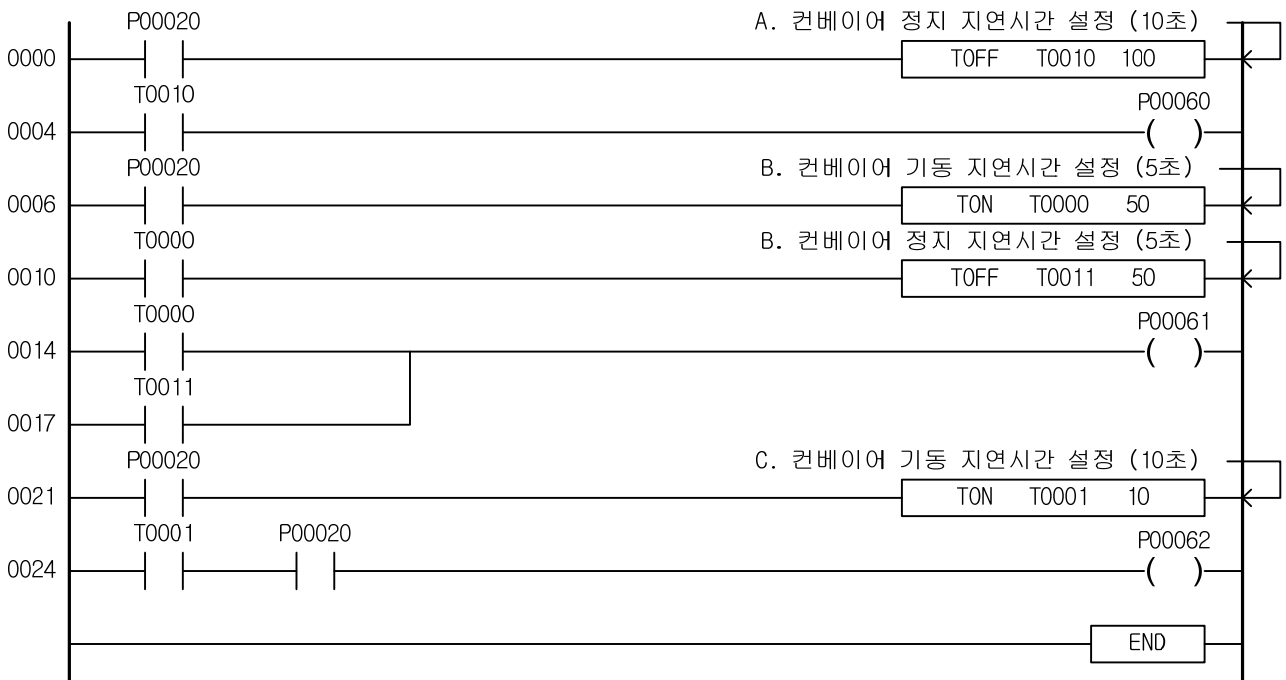 P00020
A. 컨베이어 정지 지연시간 설정 (10초)
0000
TOFF T0010 100
T0010
P00060
0004
( )
P00020
B. 컨베이어 기동 지연시간 설정 (5초)
0006
TON T0000 50
T0000
B. 컨베이어 정지 지연시간 설정 (5초)
0010
TOFF T0011 50
T0000
P00061
0014
( )
T0011
0017
P00020
C. 컨베이어 기동 지연시간 설정 (10초)
0021
TON T0001 10
T0001 P00020
P00062
0024
( )
END